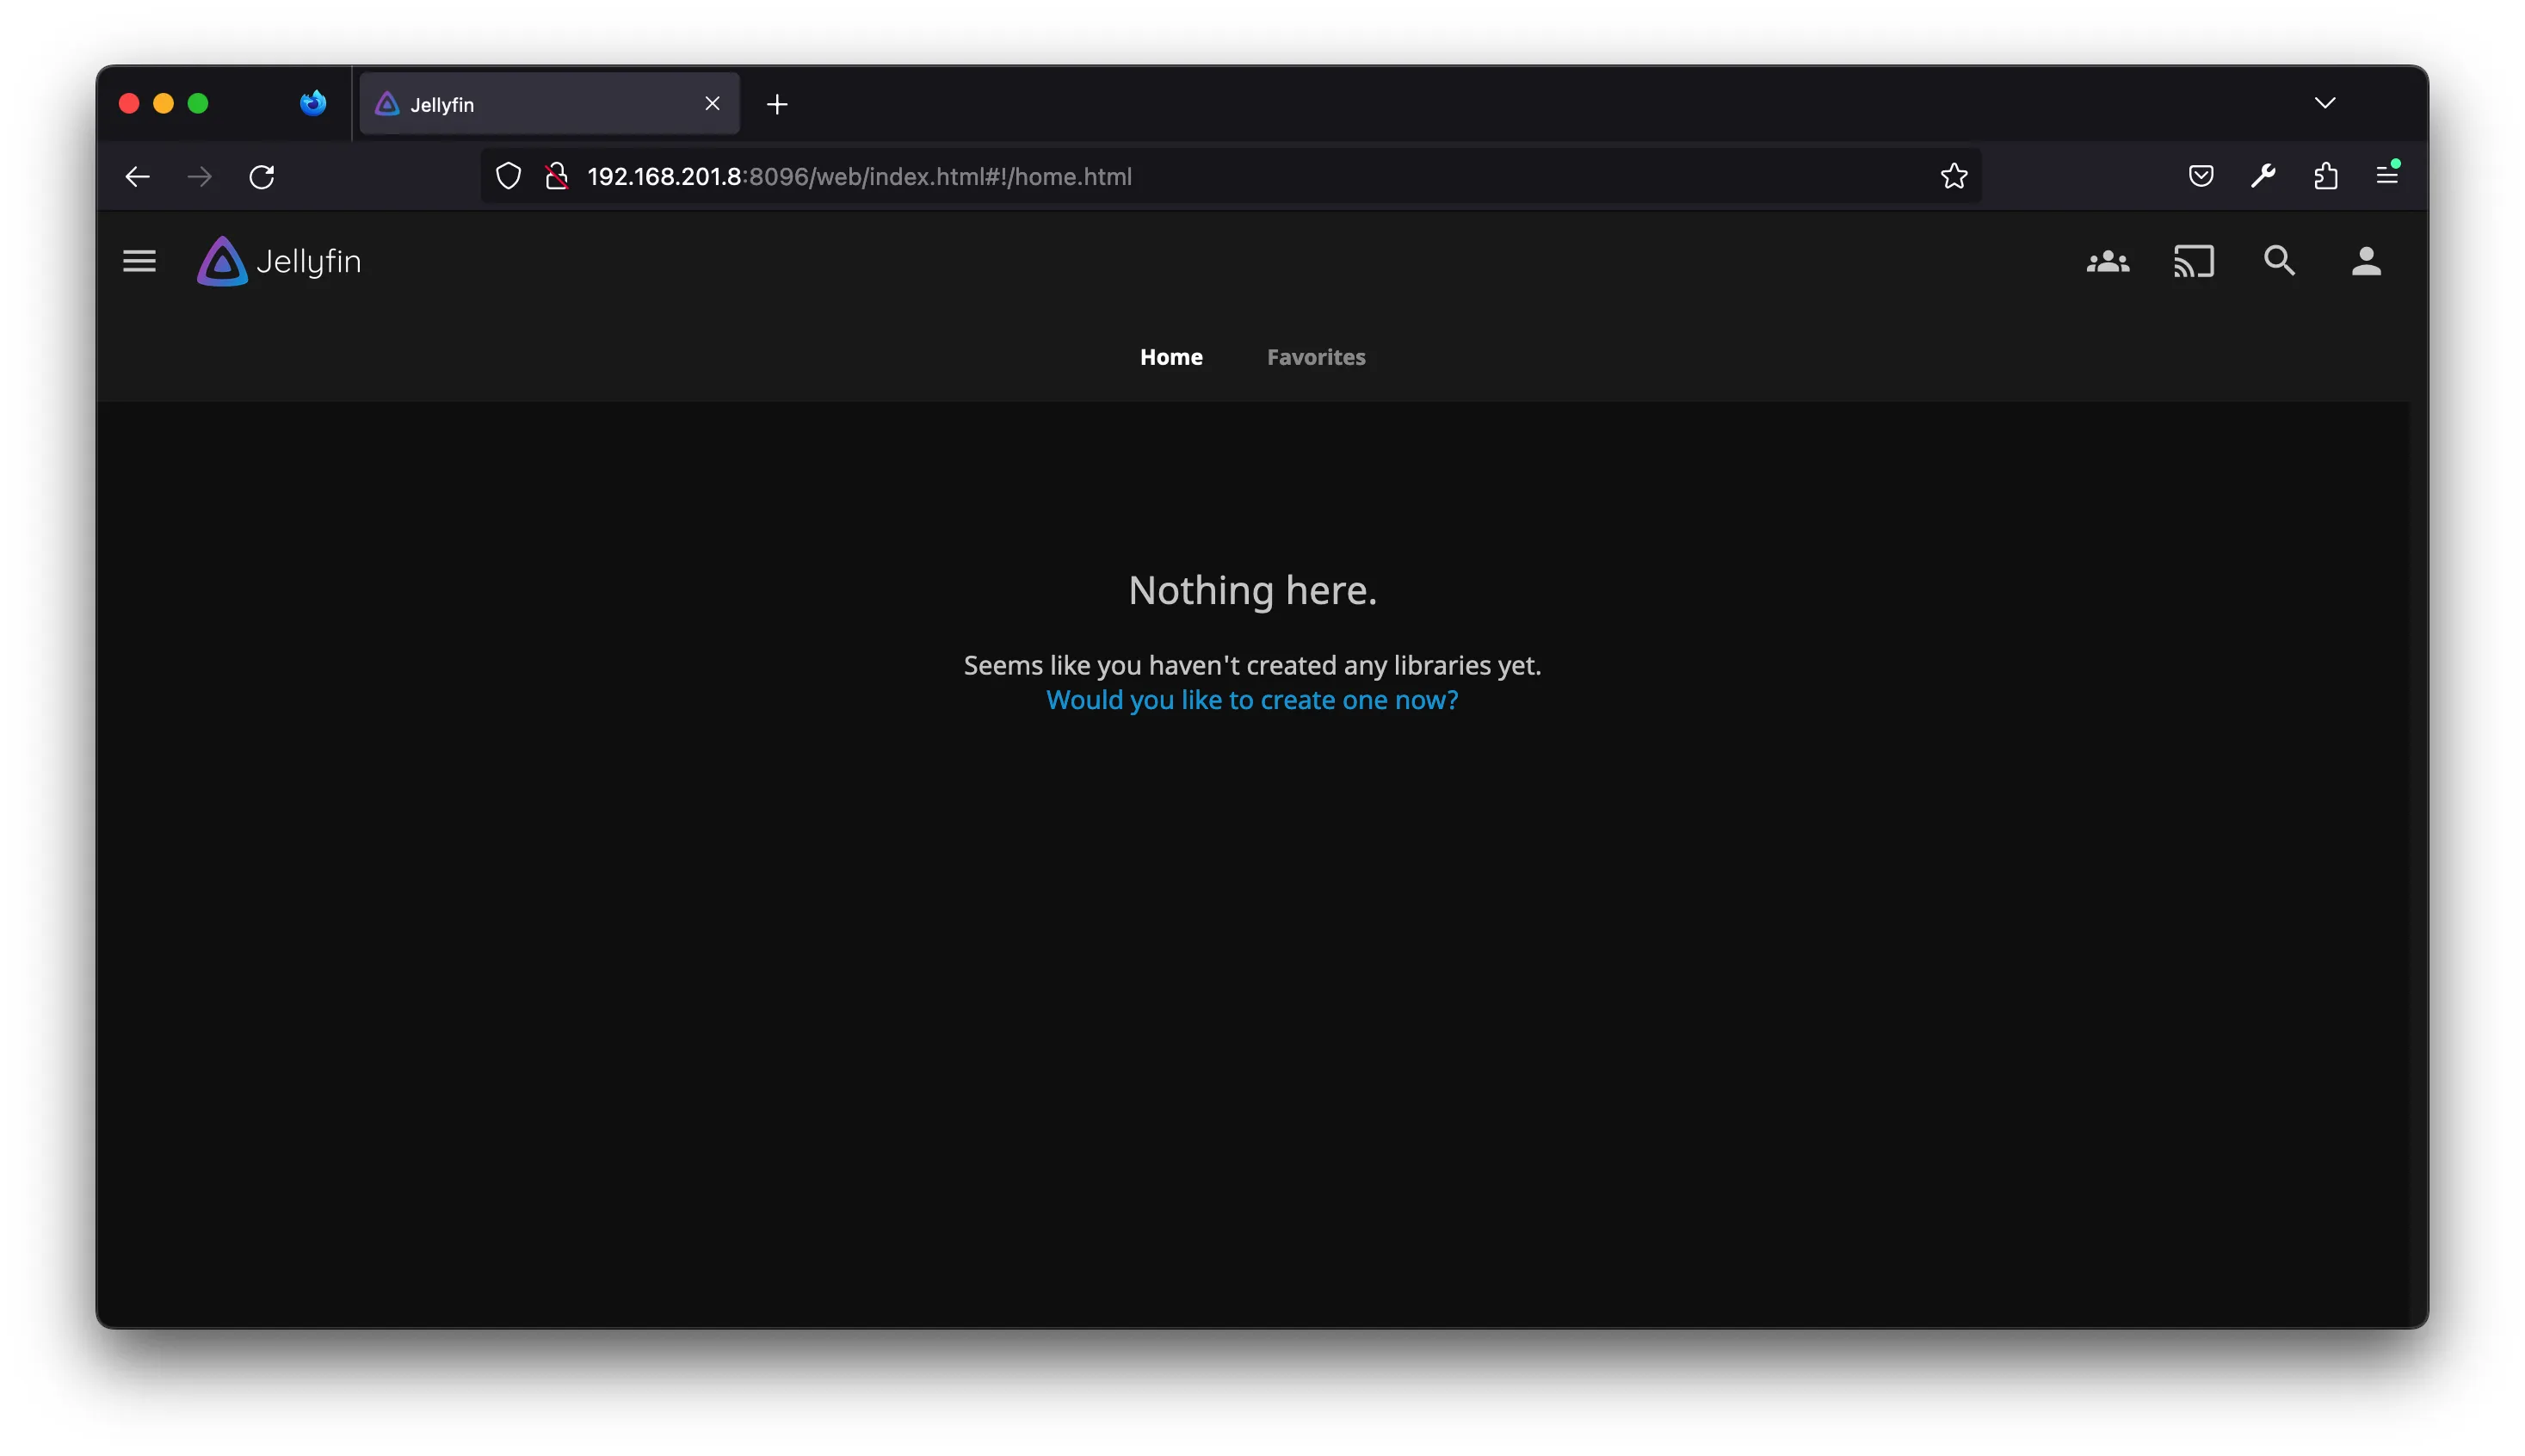 Jellyfin
192.168.201.8:8096/web/index.html#!/home.html
Jellyfin
Home Favorites
Nothing here.
Seems like you haven't created any libraries yet.
Would you like to create one now?